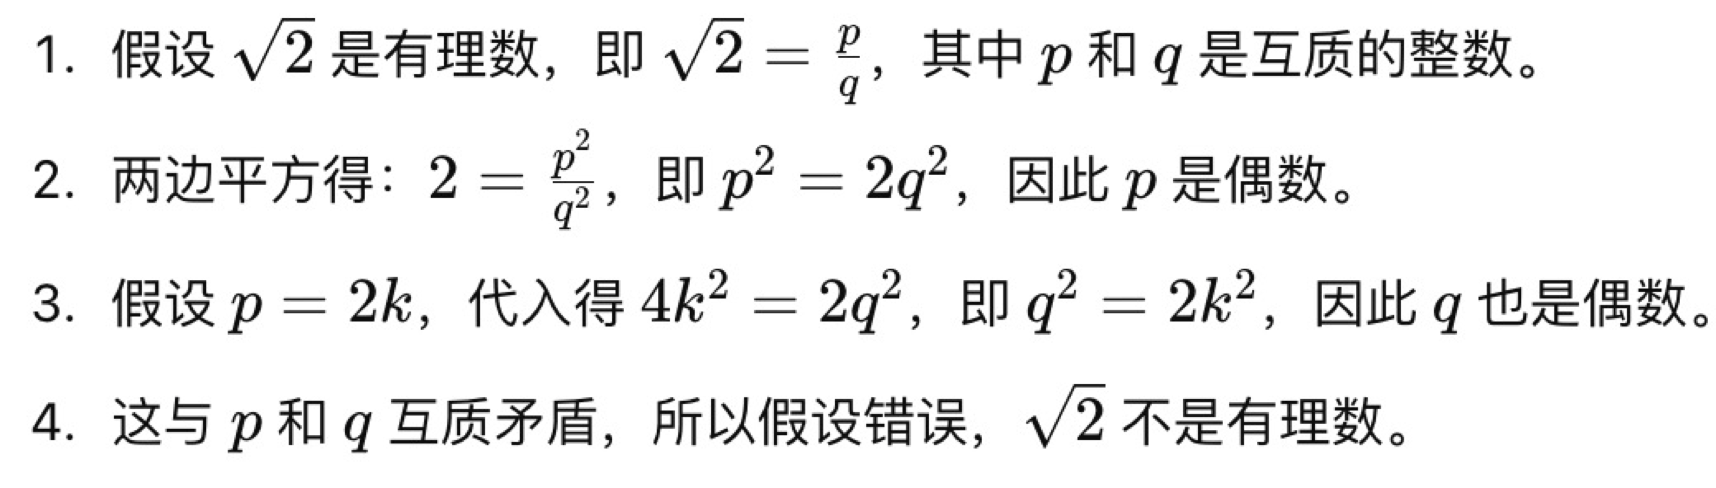 1. 假设 √2 是有理数，即 √2 = p/q，其中 p 和 q 是互质的整数。
2. 两边平方得：2 = p²/q²，即 p² = 2q²，因此 p 是偶数。
3. 假设 p = 2k，代入得 4k² = 2q²，即 q² = 2k²，因此 q 也是偶数。
4. 这与 p 和 q 互质矛盾，所以假设错误，√2 不是有理数。